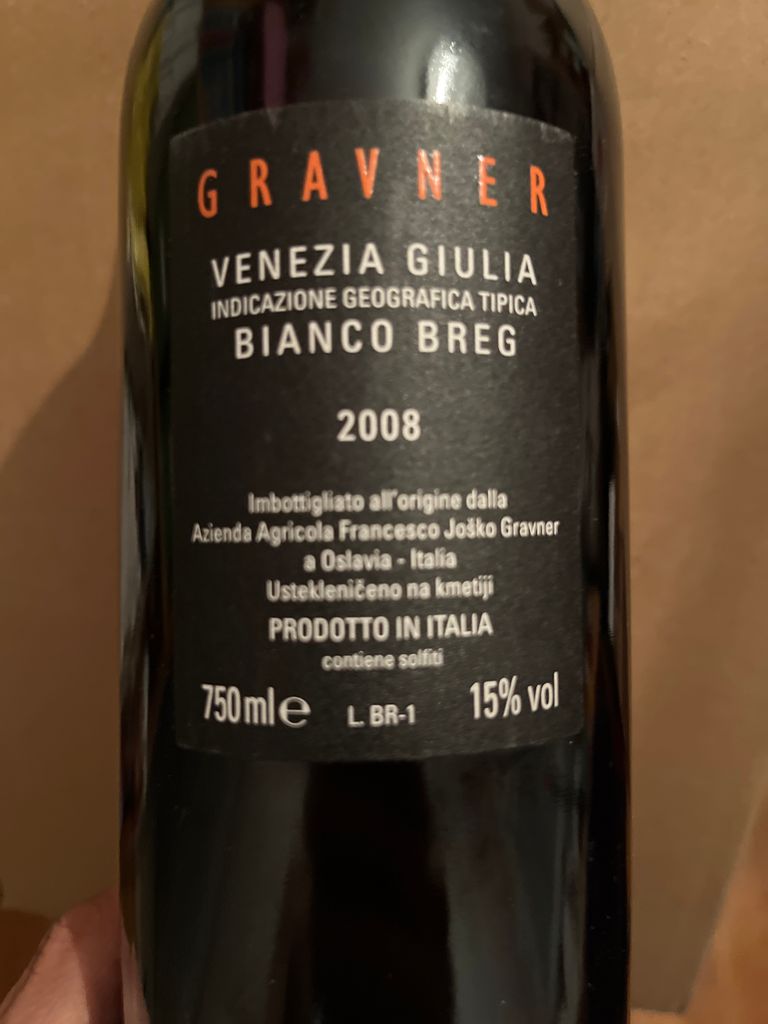 GRAVNER
VENEZIA GIULIA
INDICAZIONE GEOGRAFICA TIPICA
BIANCO BREG
2008
Imbottigliato all'origine dalla
Azienda Agricola Francesco Joško Gravner
a Oslavia - Italia
Ustekleničeno na kmetiji
PRODOTTO IN ITALIA
contiene solfiti
750ml℮ L. BR-1 15% vol